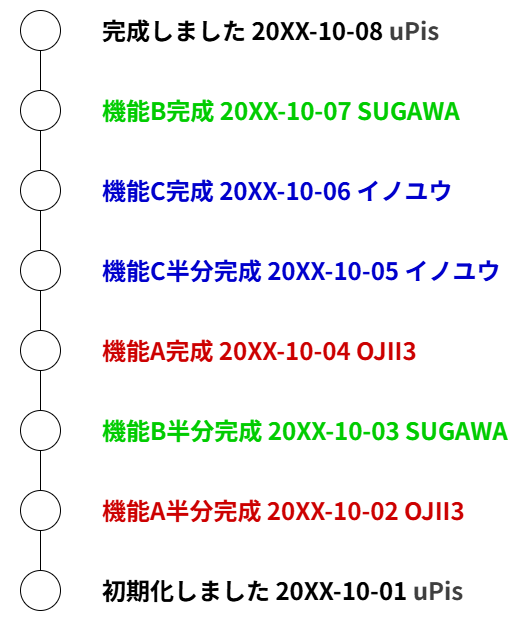 完成しました 20XX-10-08 uPis
機能B完成 20XX-10-07 SUGAWA
機能C完成 20XX-10-06 イノユウ
機能C半分完成 20XX-10-05 イノユウ
機能A完成 20XX-10-04 OJII3
機能B半分完成 20XX-10-03 SUGAWA
機能A半分完成 20XX-10-02 OJII3
初期化しました 20XX-10-01 uPis